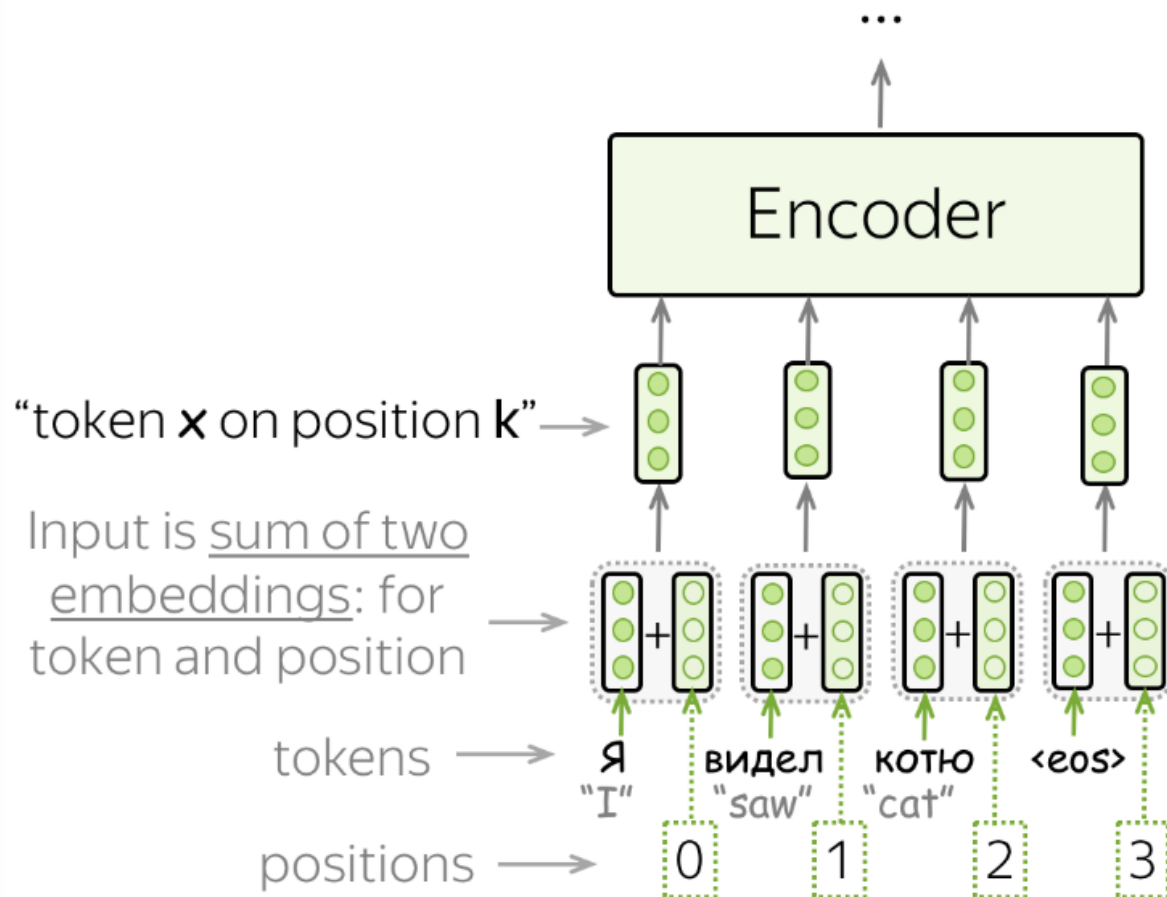 ...
Encoder
“token x on position k”
Input is sum of two
embeddings: for
token and position
+ + + +
tokens Я видел котю <eos>
“I” “saw” “cat”
positions 0 1 2 3